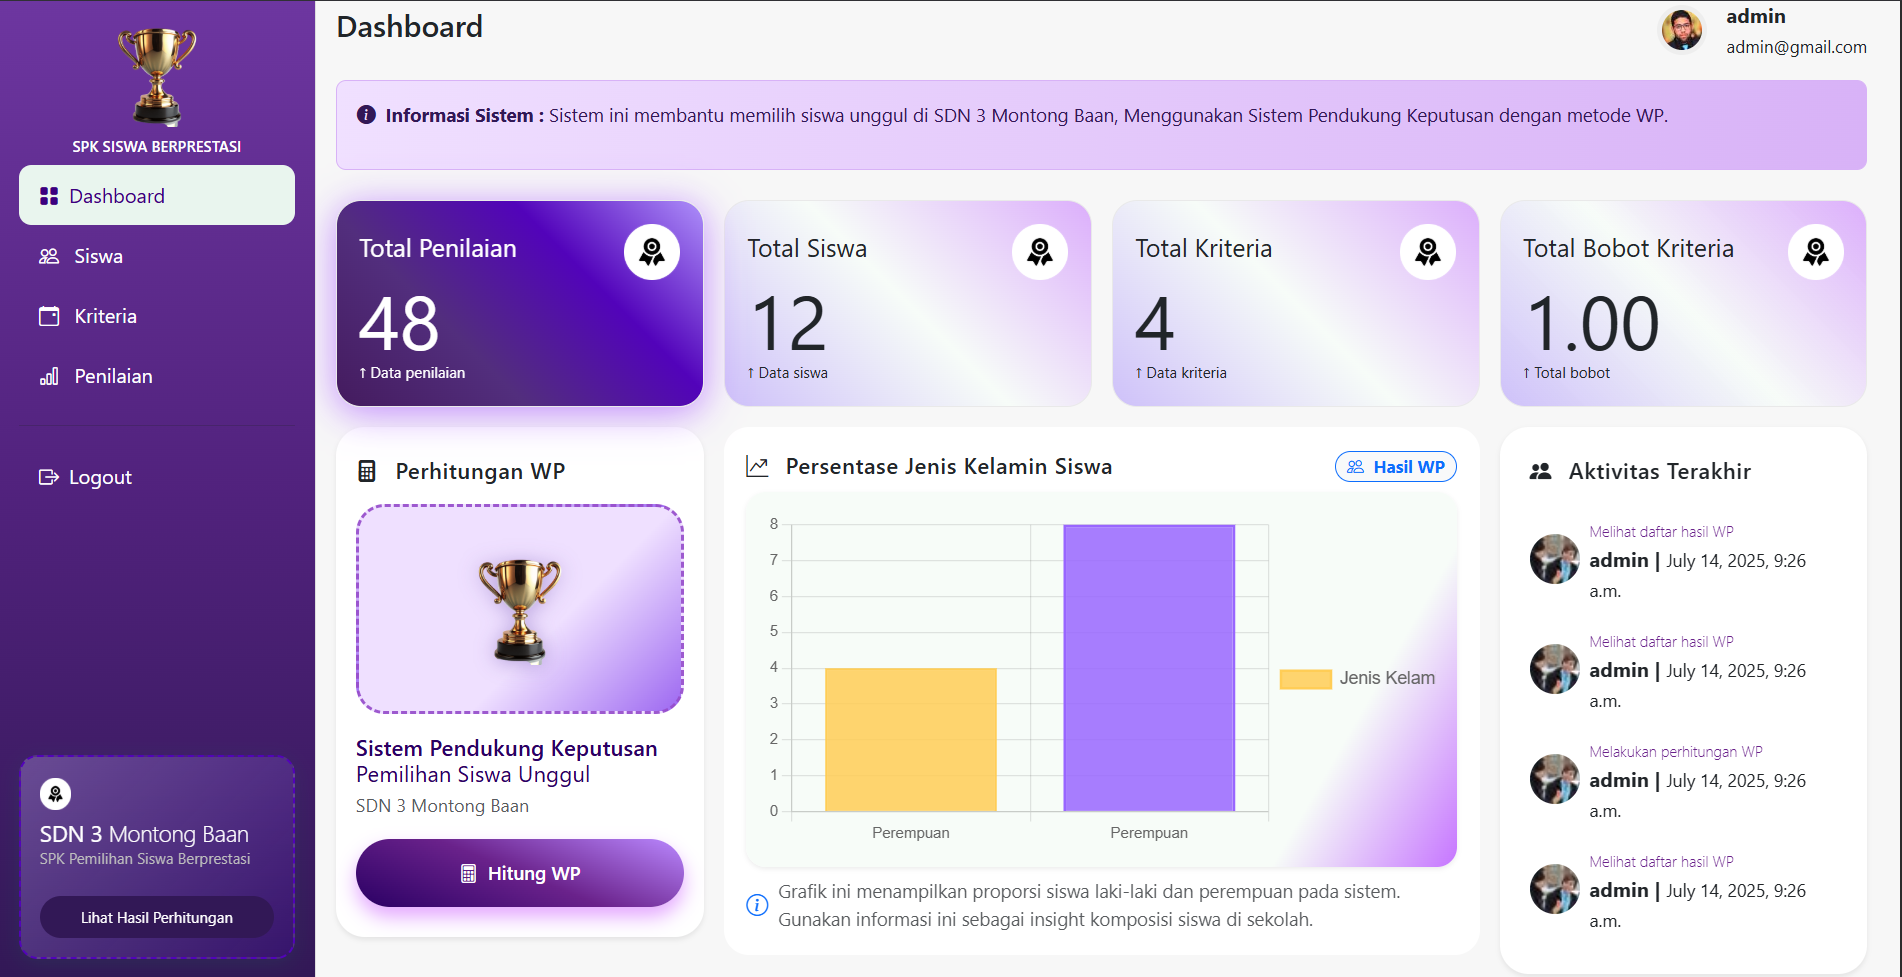 SPK SISWA BERPRESTASI
Dashboard
Siswa
Kriteria
Penilaian
Logout
SDN 3 Montong Baan
SPK Pemilihan Siswa Berprestasi
Lihat Hasil Perhitungan
Dashboard
admin
admin@gmail.com
Informasi Sistem : Sistem ini membantu memilih siswa unggul di SDN 3 Montong Baan, Menggunakan Sistem Pendukung Keputusan dengan metode WP.
Total Penilaian
48
↑ Data penilaian
Total Siswa
12
↑ Data siswa
Total Kriteria
4
↑ Data kriteria
Total Bobot Kriteria
1.00
↑ Total bobot
Perhitungan WP
Sistem Pendukung Keputusan
Pemilihan Siswa Unggul
SDN 3 Montong Baan
Hitung WP
Persentase Jenis Kelamin Siswa
Hasil WP
8
7
6
5
4
3
2
1
0
Perempuan
Perempuan
Jenis Kelam
Grafik ini menampilkan proporsi siswa laki-laki dan perempuan pada sistem.
Gunakan informasi ini sebagai insight komposisi siswa di sekolah.
Aktivitas Terakhir
Melihat daftar hasil WP
admin | July 14, 2025, 9:26
a.m.
Melihat daftar hasil WP
admin | July 14, 2025, 9:26
a.m.
Melakukan perhitungan WP
admin | July 14, 2025, 9:26
a.m.
Melihat daftar hasil WP
admin | July 14, 2025, 9:26
a.m.